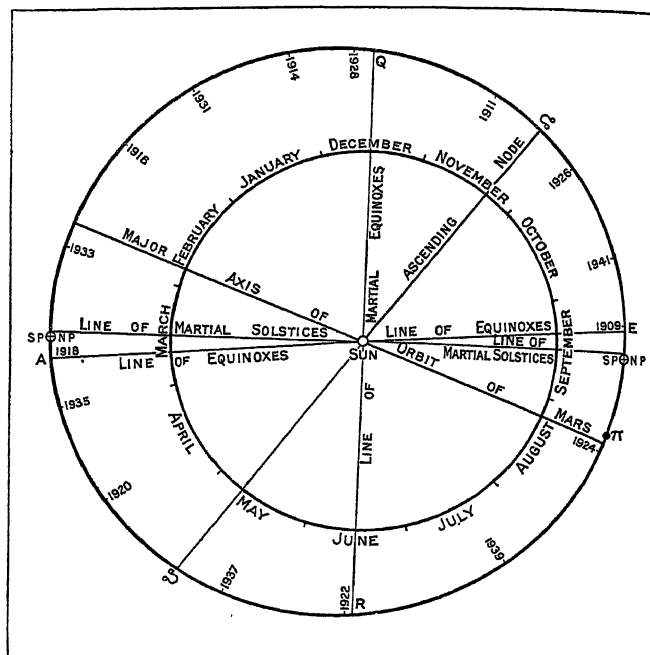 1928
Q
1914
1911
☊
1931
NODE
DECEMBER
1926
1916
JANUARY
NOVEMBER
EQUINOXES
FEBRUARY
ASCENDING
OCTOBER
MAJOR
AXIS
OF
1933
1941
MARTIAL
MARCH
LINE OF MARTIAL SOLSTICES
LINE OF EQUINOXES
1909
E
SP⊕NP
SUN
LINE OF
MARTIAL SOLSTICES
SEPTEMBER
SP⊕NP
A
1918
LINE OF EQUINOXES
ORBIT OF MARS
1935
LINE OF
APRIL
AUGUST
1924
π
1920
MAY
JULY
JUNE
1939
☋
1937
1922
R